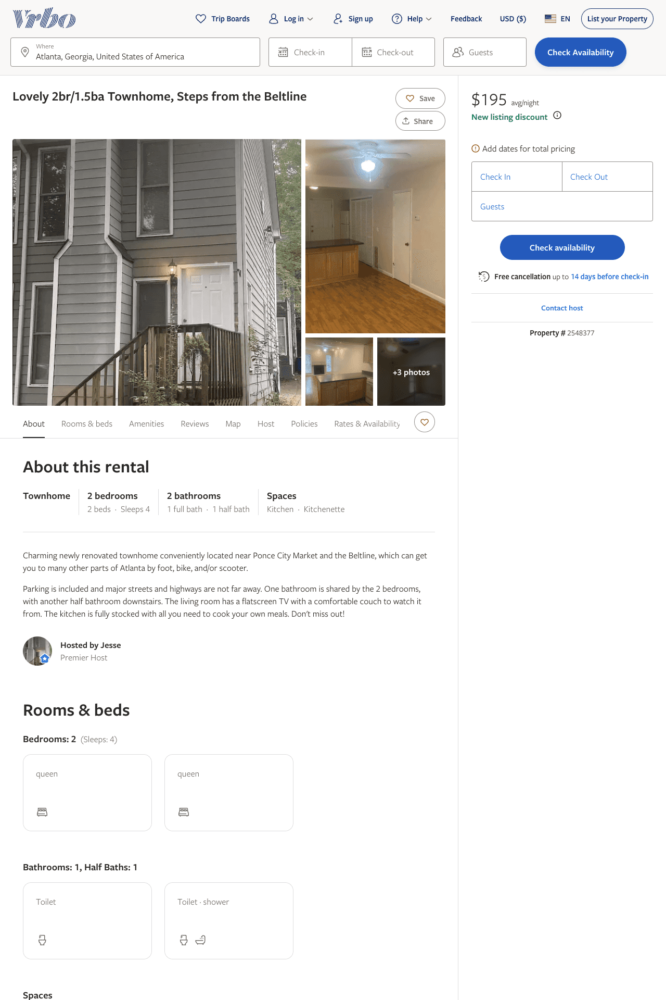 Vrbo
Trip Boards
Log in
Sign up
Help
Feedback
USD ($)
EN
List your Property
Where
Atlanta, Georgia, United States of America
Check-in
Check-out
Guests
Check Availability
Lovely 2br/1.5ba Townhome, Steps from the Beltline
Save
Share
+3 photos
$195 avg/night
New listing discount
Add dates for total pricing
Check In
Check Out
Guests
Check availability
Free cancellation up to 14 days before check-in
Contact host
Property # 2548377
About
Rooms & beds
Amenities
Reviews
Map
Host
Policies
Rates & Availability
About this rental
Townhome
2 bedrooms
2 beds · Sleeps 4
2 bathrooms
1 full bath · 1 half bath
Spaces
Kitchen · Kitchenette
Charming newly renovated townhome conveniently located near Ponce City Market and the Beltline, which can get
you to many other parts of Atlanta by foot, bike, and/or scooter.
Parking is included and major streets and highways are not far away. One bathroom is shared by the 2 bedrooms,
with another half bathroom downstairs. The living room has a flatscreen TV with a comfortable couch to watch it
from. The kitchen is fully stocked with all you need to cook your own meals. Don't miss out!
Hosted by Jesse
Premier Host
Rooms & beds
Bedrooms: 2 (Sleeps: 4)
queen
queen
Bathrooms: 1, Half Baths: 1
Toilet
Toilet · shower
Spaces